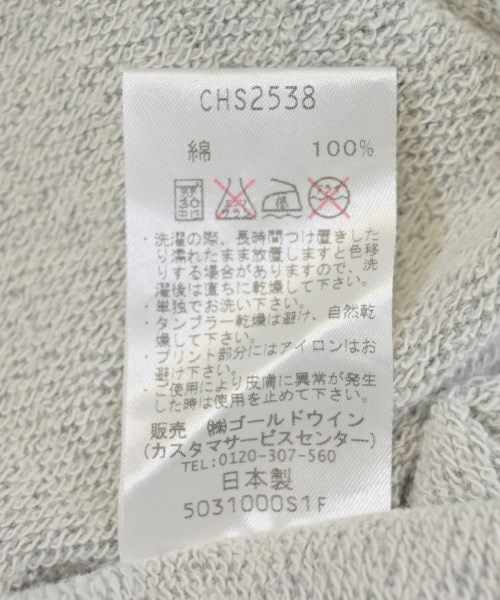 CHS2538
綿 100%
・洗濯の際、長時間つけ置きした
り濡れたまま放置しますと色移
りする場合がありますので、洗
濯後は直ちに乾燥して下さい。
・単独でお洗い下さい。
・タンブラー乾燥は避け、自然乾
燥して下さい。
・プリント部分にはアイロンはお
避け下さい。
・ご使用により皮膚に異常が発生
した時は使用を止めて下さい。
販売 ㈱ゴールドウイン
(カスタマサービスセンター)
TEL:0120-307-560
日本製
5031000S1F